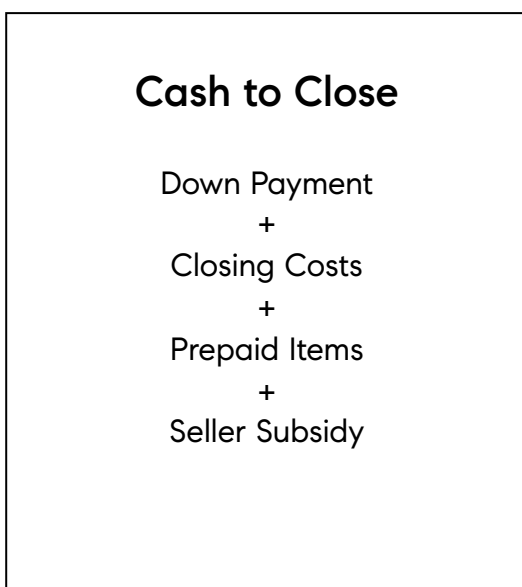 Cash to Close
Down Payment
+
Closing Costs
+
Prepaid Items
+
Seller Subsidy